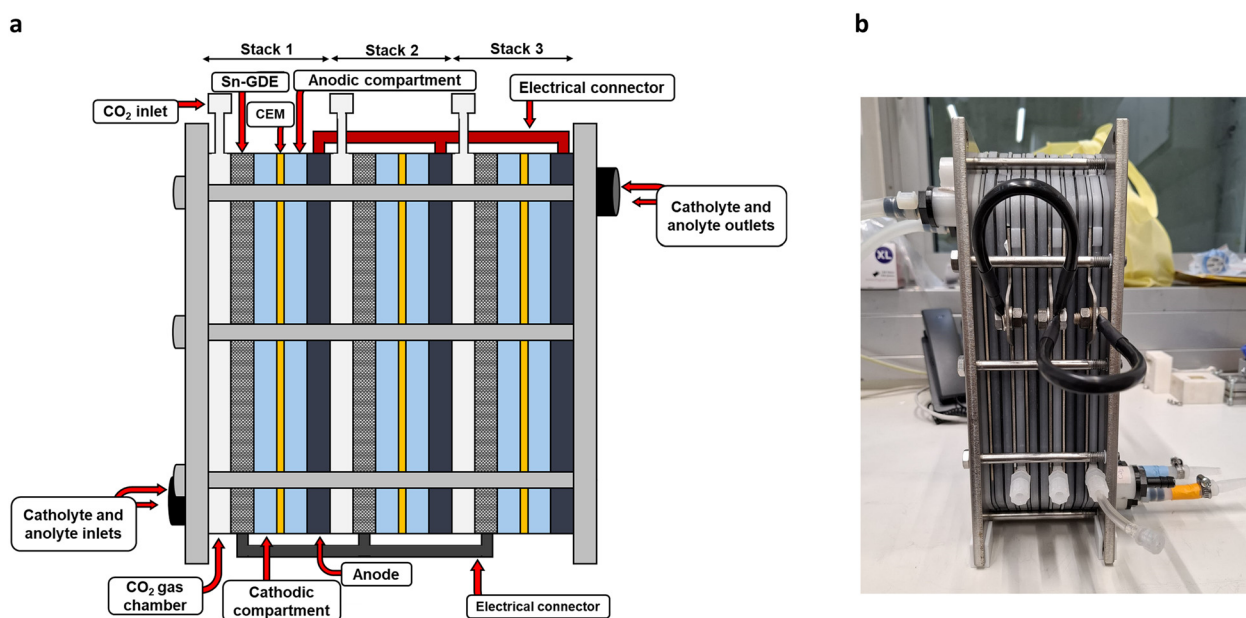 a
b
Stack 1
Stack 2
Stack 3
Sn-GDE
Anodic compartment
Electrical connector
CO₂ inlet
CEM
Catholyte and
anolyte outlets
Catholyte and
anolyte inlets
CO₂ gas
chamber
Cathodic
compartment
Anode
Electrical connector
XL